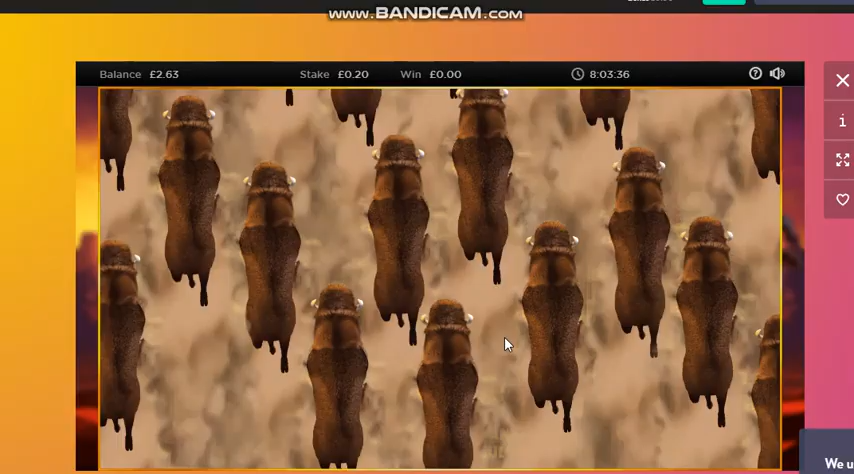 www.BANDICAM.com
Balance £2.63
Stake £0.20
Win £0.00
8:03:36
?
i
We u